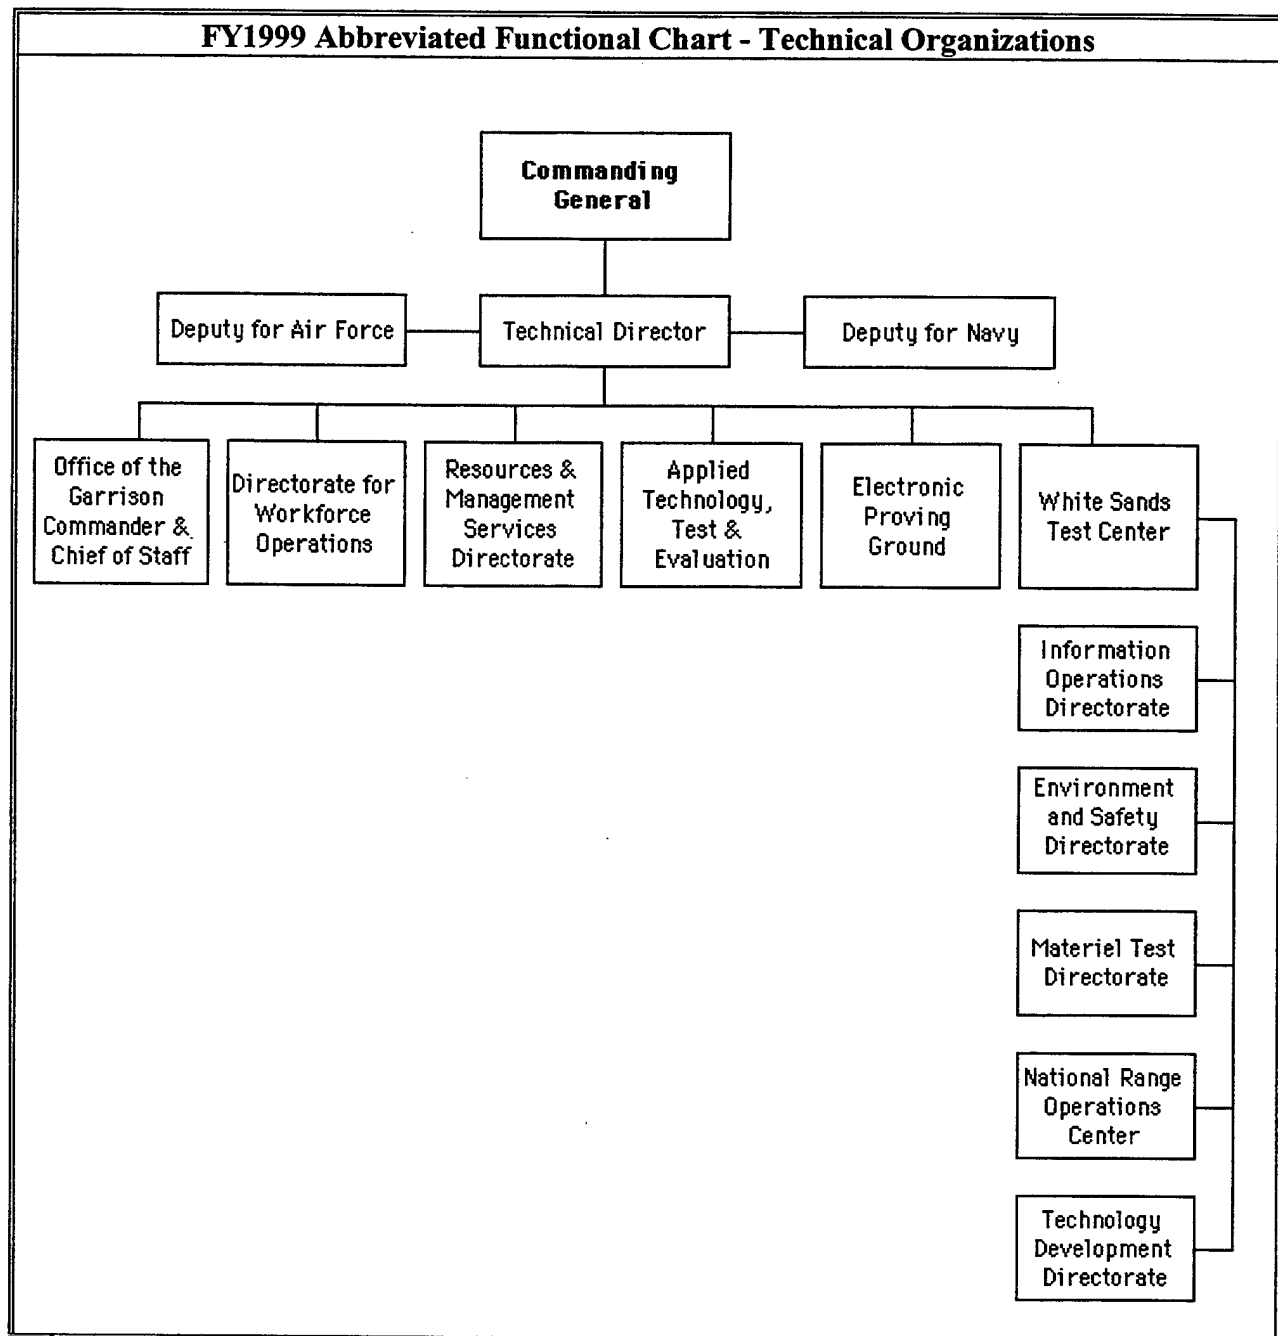 FY1999 Abbreviated Functional Chart - Technical Organizations
Commanding
General
Deputy for Air Force
Technical Director
Deputy for Navy
Office of the
Garrison
Commander &
Chief of Staff
Directorate for
Workforce
Operations
Resources &
Management
Services
Directorate
Applied
Technology,
Test &
Evaluation
Electronic
Proving
Ground
White Sands
Test Center
Information
Operations
Directorate
Environment
and Safety
Directorate
Materiel Test
Directorate
National Range
Operations
Center
Technology
Development
Directorate